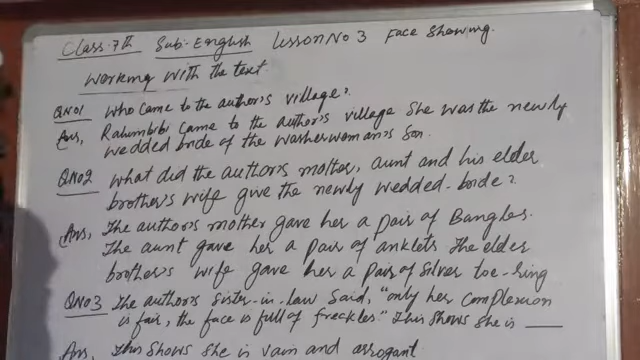 Class-7th Sub-English Lesson No 3 Face Showing.
Working with the text.
QNo1 Who came to the author's village?
Ans, Rahimbibi came to the author's village She was the newly
wedded bride of the washerwoman's son.
QNo2 What did the author's mother, aunt and his elder
brother's wife give the newly wedded-bride?
Ans, The author's mother gave her a pair of Bangles.
The aunt gave her a pair of anklets. The elder
brother's wife gave her a pair of silver toe-ring
QNo3 The author's sister-in-law said, "only her complexion
is fair, the face is full of freckles." This shows she is ____
Ans, This shows she is vain and arrogant